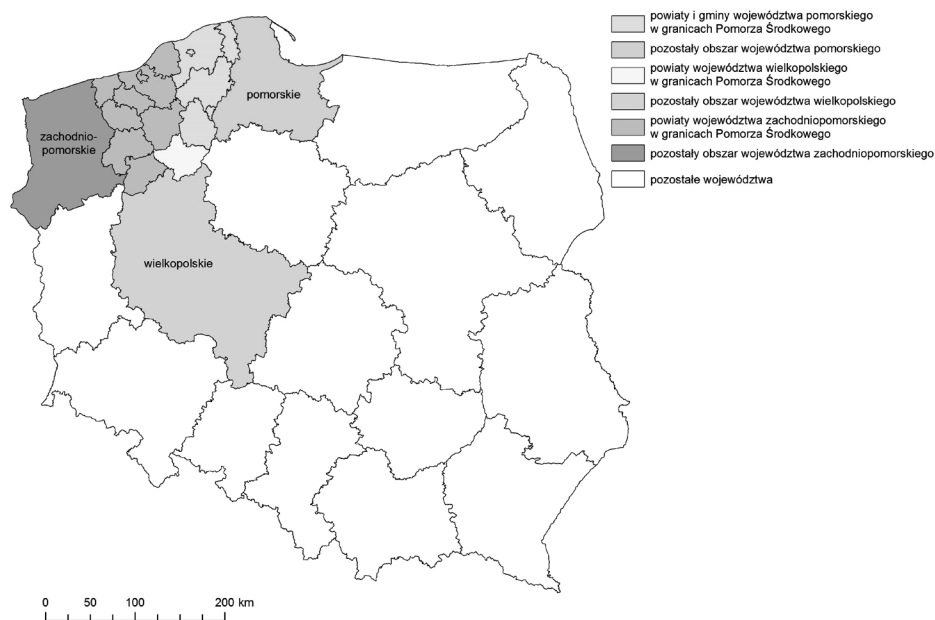 powiaty i gminy województwa pomorskiego
w granicach Pomorza Środkowego
pozostały obszar województwa pomorskiego
powiaty województwa wielkopolskiego
w granicach Pomorza Środkowego
pozostały obszar województwa wielkopolskiego
powiaty województwa zachodniopomorskiego
w granicach Pomorza Środkowego
pozostały obszar województwa zachodniopomorskiego
pozostałe województwa
pomorskie
zachodnio-
pomorskie
wielkopolskie
0 50 100 200 km